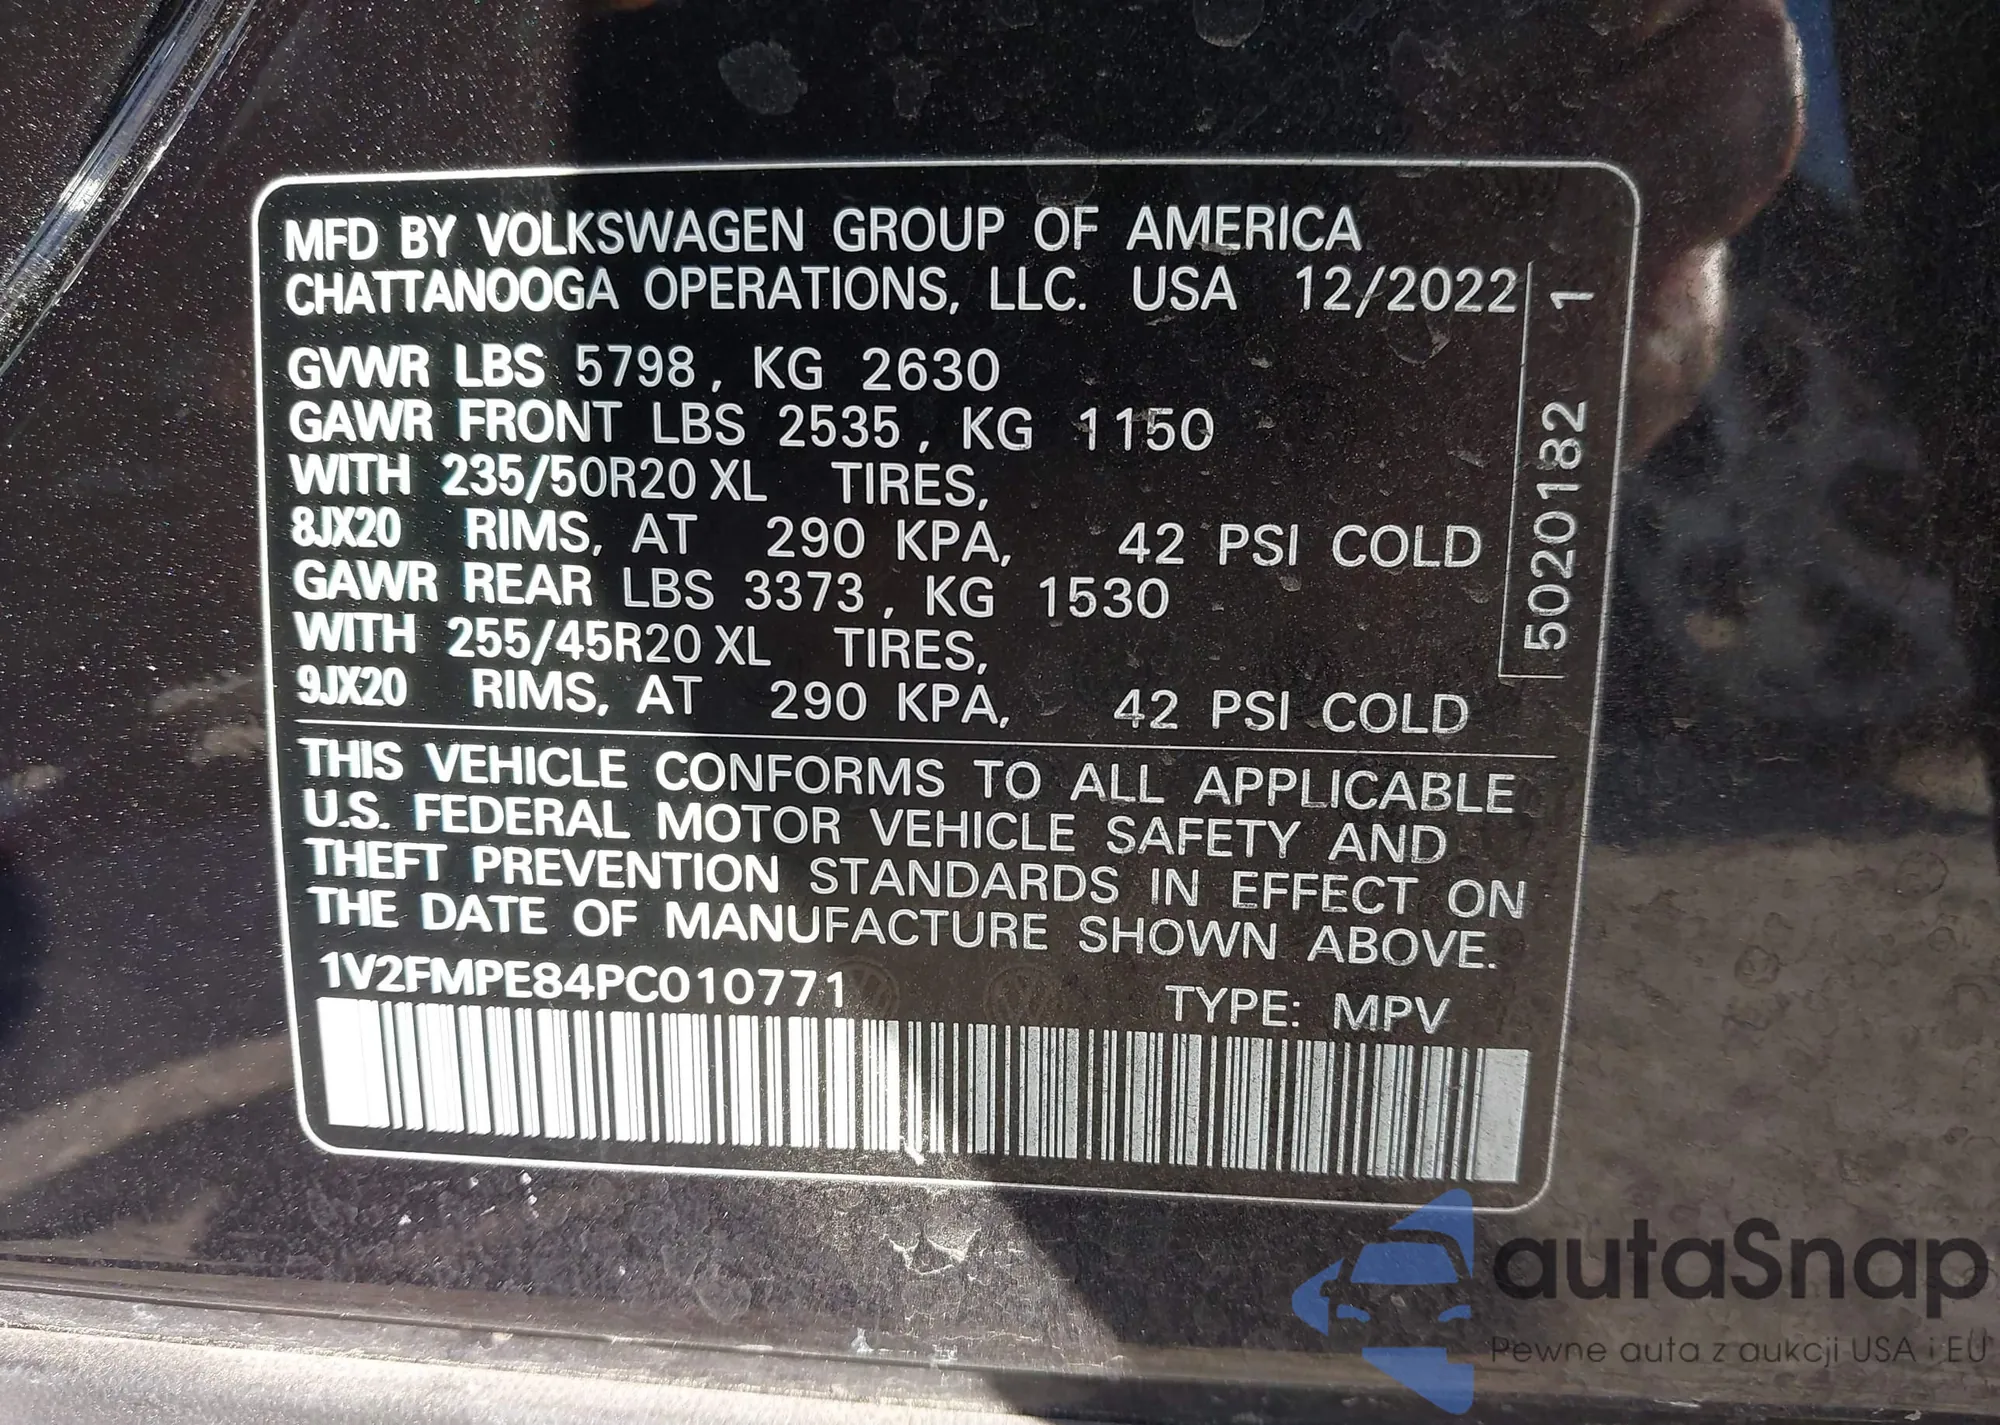 MFD BY VOLKSWAGEN GROUP OF AMERICA
CHATTANOOGA OPERATIONS, LLC. USA 12/2022
GVWR LBS 5798, KG 2630
GAWR FRONT LBS 2535, KG 1150
WITH 235/50R20 XL TIRES,
8JX20 RIMS, AT 290 KPA, 42 PSI COLD
GAWR REAR LBS 3373, KG 1530
WITH 255/45R20 XL TIRES,
9JX20 RIMS, AT 290 KPA, 42 PSI COLD
5020182 1
THIS VEHICLE CONFORMS TO ALL APPLICABLE
U.S. FEDERAL MOTOR VEHICLE SAFETY AND
THEFT PREVENTION STANDARDS IN EFFECT ON
THE DATE OF MANUFACTURE SHOWN ABOVE.
1V2FMPE84PC010771 TYPE: MPV
autaSnap
Pewne auta z aukcji USA i EU